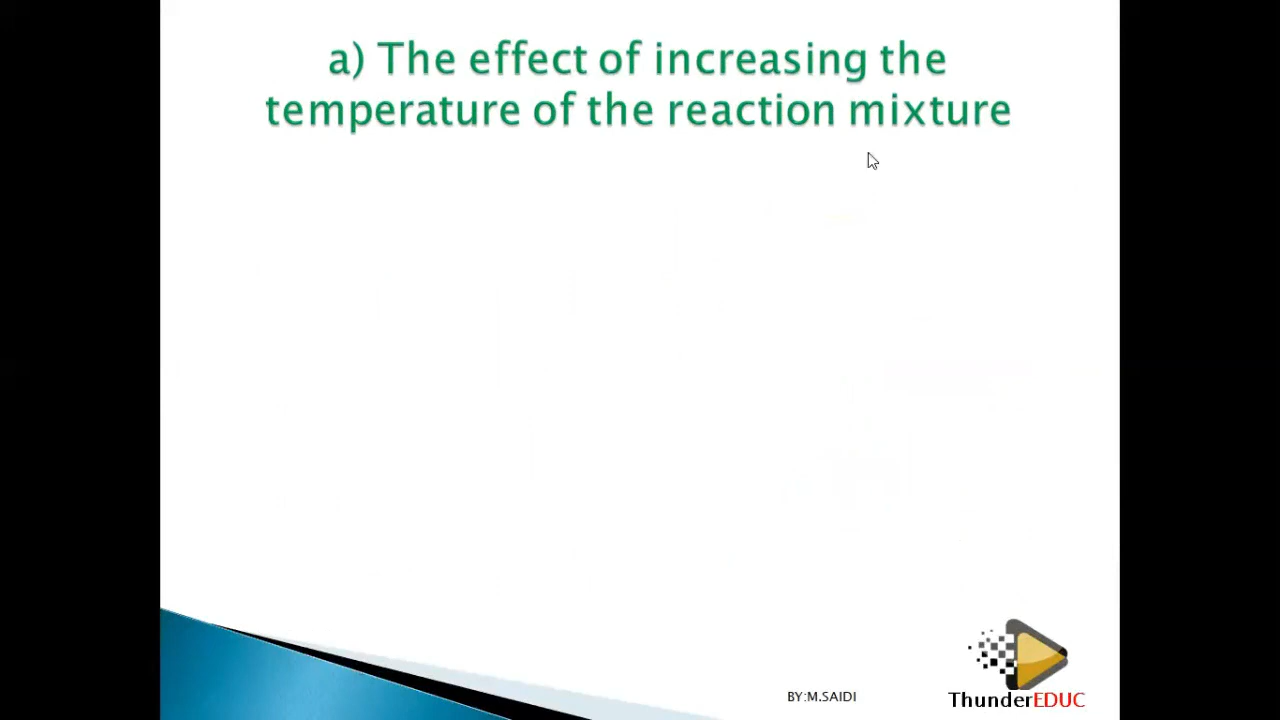 a) The effect of increasing the
temperature of the reaction mixture
BY:M.SAIDI
ThunderEDUC